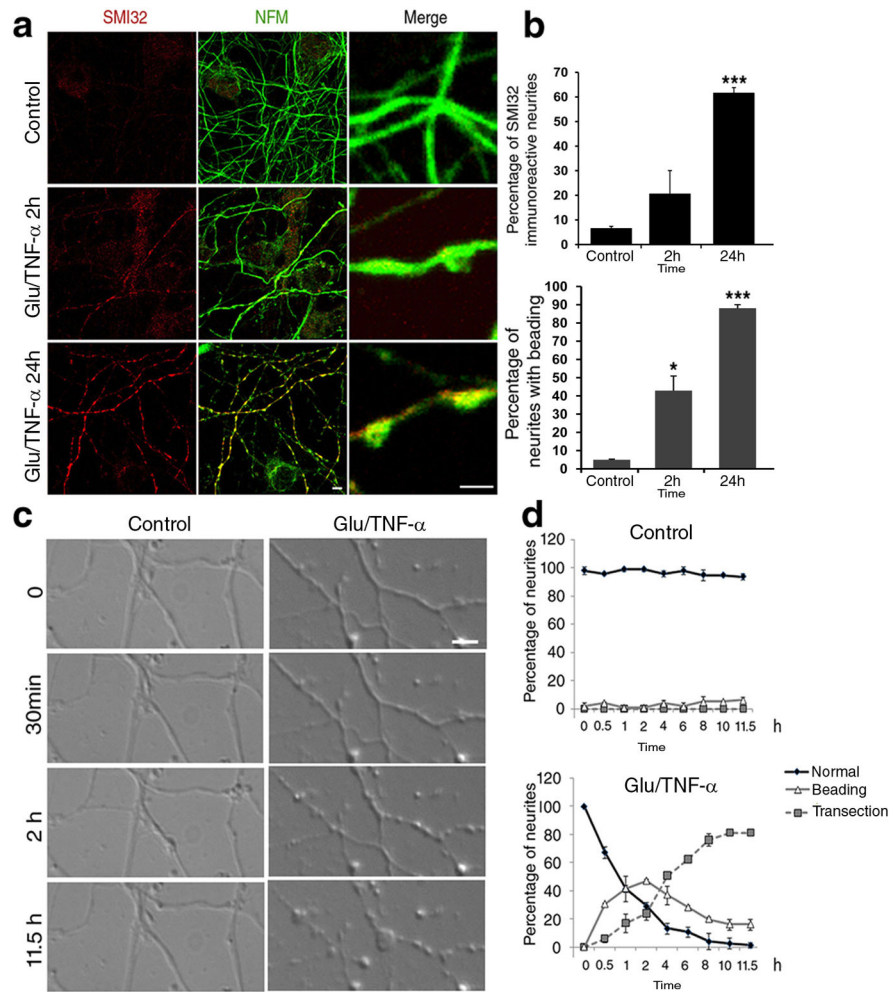 a
SMI32 NFM Merge
Control
Glu/TNF-α 2h
Glu/TNF-α 24h
b
Percentage of SMI32
immunoreactive neurites
70
60
50
40
30
20
10
0
***
Control 2h 24h
Time
Percentage of
neurites with beading
100
90
80
70
60
50
40
30
20
10
0
*
***
Control 2h 24h
Time
c
Control Glu/TNF-α
0
30min
2 h
11.5 h
d
Control
Percentage of neurites
120
100
80
60
40
20
0
0 0.5 1 2 4 6 8 10 11.5 h
Time
Glu/TNF-α
Percentage of neurites
120
100
80
60
40
20
0
0 0.5 1 2 4 6 8 10 11.5 h
Time
Normal
Beading
Transection